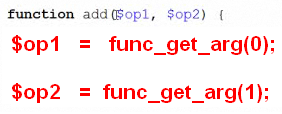 function add($op1, $op2) {
$op1 = func_get_arg(0);
$op2 = func_get_arg(1);